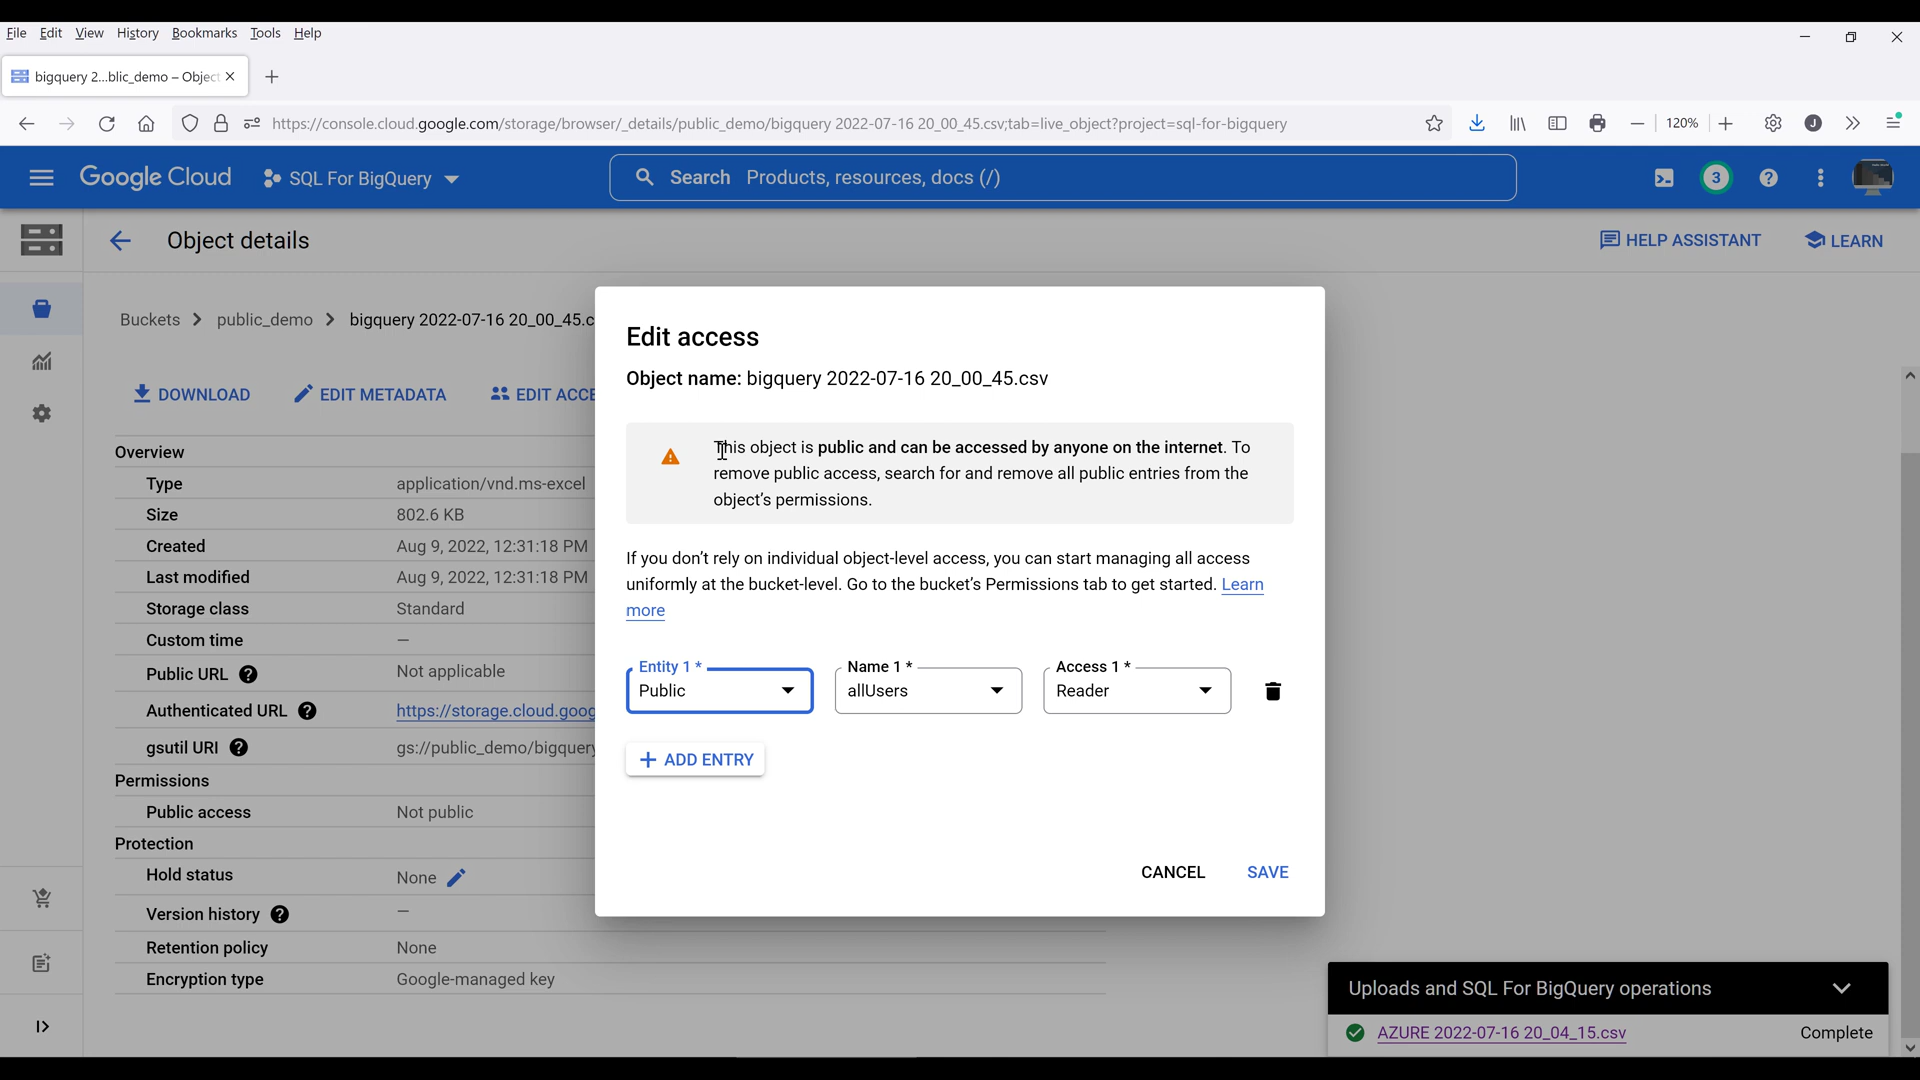 File Edit View History Bookmarks Tools Help
bigquery 2...blic_demo – Object
https://console.cloud.google.com/storage/browser/_details/public_demo/bigquery 2022-07-16 20_00_45.csv;tab=live_object?project=sql-for-bigquery
120%
J
Google Cloud
SQL For BigQuery
Search Products, resources, docs (/)
3
Object details
HELP ASSISTANT
LEARN
Buckets
public_demo
bigquery 2022-07-16 20_00_45.c
DOWNLOAD
EDIT METADATA
EDIT ACCE
Overview
Type application/vnd.ms-excel
Size 802.6 KB
Created Aug 9, 2022, 12:31:18 PM
Last modified Aug 9, 2022, 12:31:18 PM
Storage class Standard
Custom time —
Public URL Not applicable
Authenticated URL https://storage.cloud.goog
gsutil URI gs://public_demo/bigquery
Permissions
Public access Not public
Protection
Hold status None
Version history —
Retention policy None
Encryption type Google-managed key
Edit access
Object name: bigquery 2022-07-16 20_00_45.csv
This object is public and can be accessed by anyone on the internet. To
remove public access, search for and remove all public entries from the
object's permissions.
If you don't rely on individual object-level access, you can start managing all access
uniformly at the bucket-level. Go to the bucket's Permissions tab to get started. Learn
more
Entity 1 * Name 1 * Access 1 *
Public allUsers Reader
+ ADD ENTRY
CANCEL SAVE
Uploads and SQL For BigQuery operations
AZURE 2022-07-16 20_04_15.csv Complete